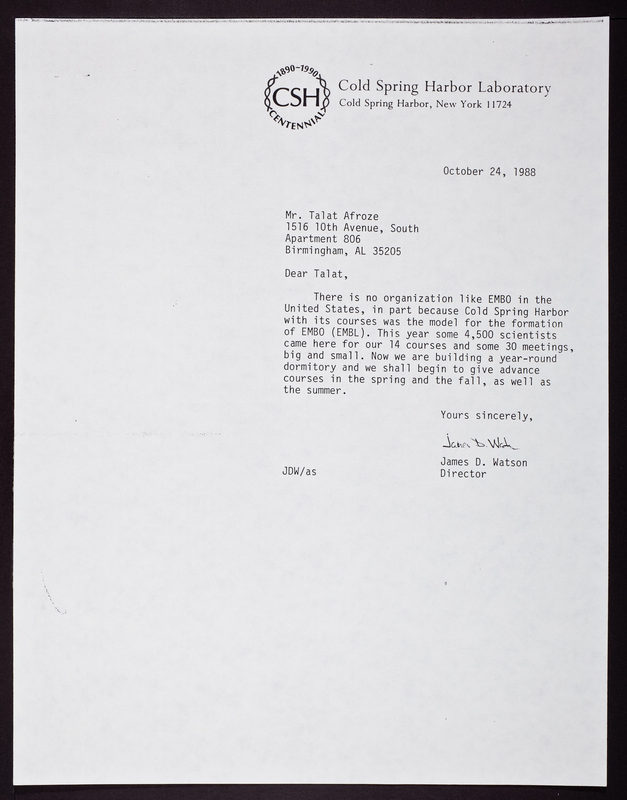 1890-1990
CSH
CENTENNIAL
Cold Spring Harbor Laboratory
Cold Spring Harbor, New York 11724
October 24, 1988
Mr. Talat Afroze
1516 10th Avenue, South
Apartment 806
Birmingham, AL 35205
Dear Talat,
There is no organization like EMBO in the
United States, in part because Cold Spring Harbor
with its courses was the model for the formation
of EMBO (EMBL). This year some 4,500 scientists
came here for our 14 courses and some 30 meetings,
big and small. Now we are building a year-round
dormitory and we shall begin to give advance
courses in the spring and the fall, as well as
the summer.
Yours sincerely,
James D. Watson
James D. Watson
JDW/as
Director